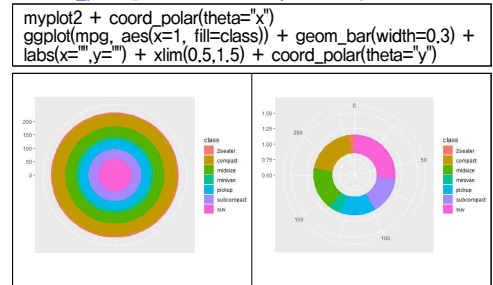 myplot2 + coord_polar(theta="x")
ggplot(mpg, aes(x=1, fill=class)) + geom_bar(width=0.3) +
labs(x="",y="") + xlim(0.5,1.5) + coord_polar(theta="y")
200
150
100
50
0
class
2seater
compact
midsize
minivan
pickup
subcompact
suv
1.50
1.25
1.00
0.75
0.50
0
50
100
150
200
class
2seater
compact
midsize
minivan
pickup
subcompact
suv